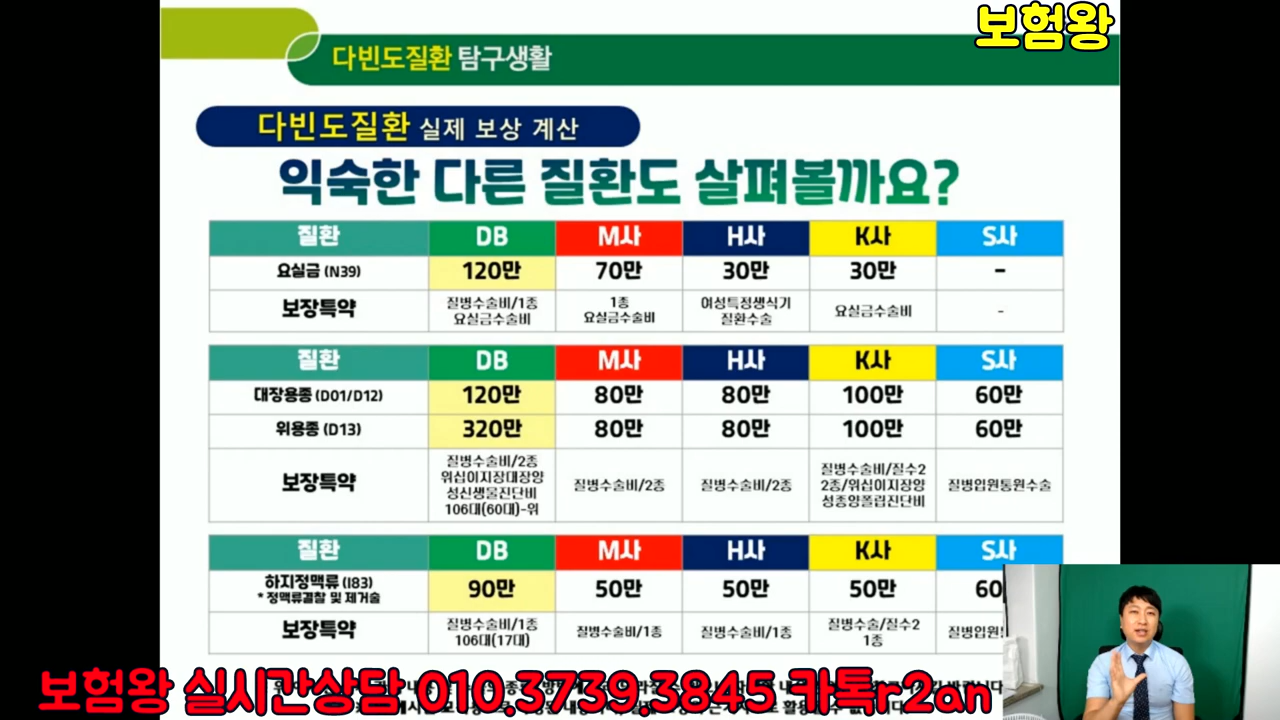 보험왕
다빈도질환 탐구생활
다빈도질환 실제 보상 계산
익숙한 다른 질환도 살펴볼까요?
질환 DB M사 H사 K사 S사
요실금 (N39) 120만 70만 30만 30만 -
보장특약 질병수술비/1종 요실금수술비 1종 요실금수술비 여성특정생식기 질환수술 요실금수술비 -
질환 DB M사 H사 K사 S사
대장용종 (D01/D12) 120만 80만 80만 100만 60만
위용종 (D13) 320만 80만 80만 100만 60만
보장특약 질병수술비/2종 위십이지장대장양 성신생물진단비 106대(60대)-위 질병수술비/2종 질병수술비/2종 질병수술비/질수2 2종/위십이지장양 성종양폴립진단비 질병입원통원수술
질환 DB M사 H사 K사 S사
하지정맥류 (I83) 90만 50만 50만 50만 60
* 정맥류결찰 및 제거술
보장특약 질병수술비/1종 106대(17대) 질병수술비/1종 질병수술비/1종 질병수술/질수2 1종 질병입원
보험왕 실시간상담 010.3739.3845 카톡r2on